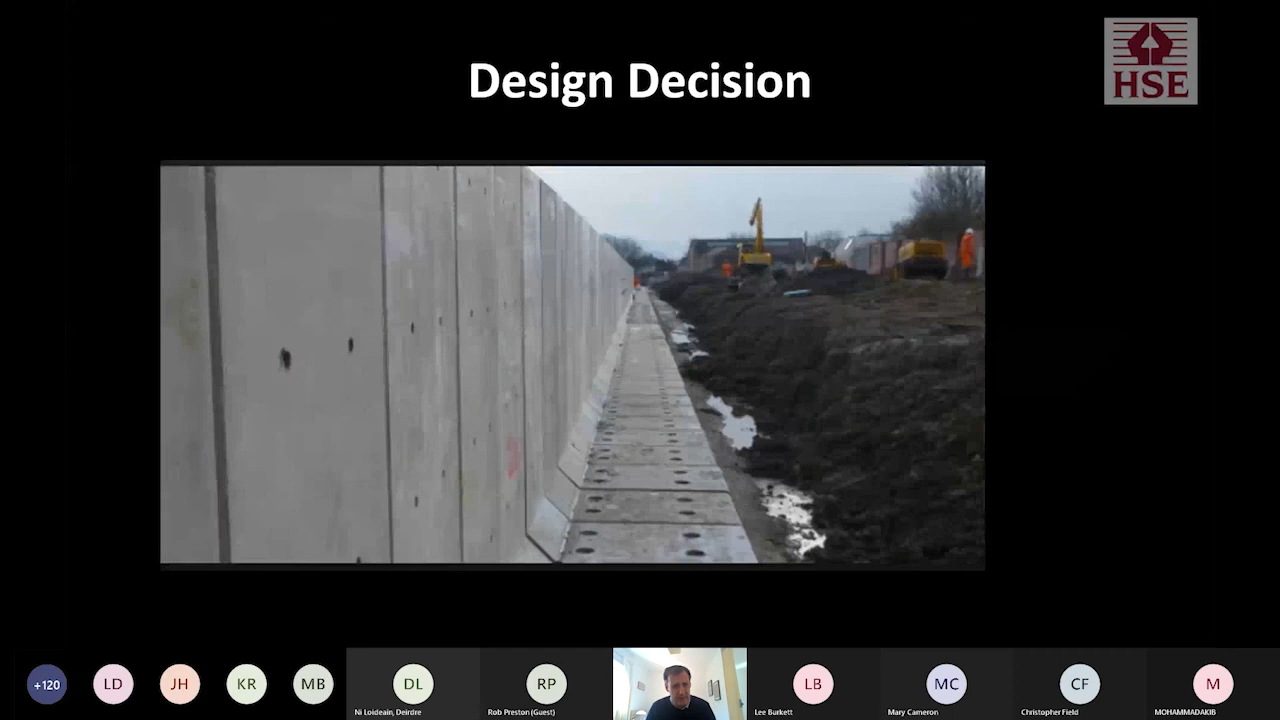 Design Decision
HSE
+120
LD
JH
KR
MB
DL
RP
LB
MC
CF
M
Ni Loideain, Deirdre
Rob Preston (Guest)
Lee Burkett
Mary Cameron
Christopher Field
MOHAMMADAKIB